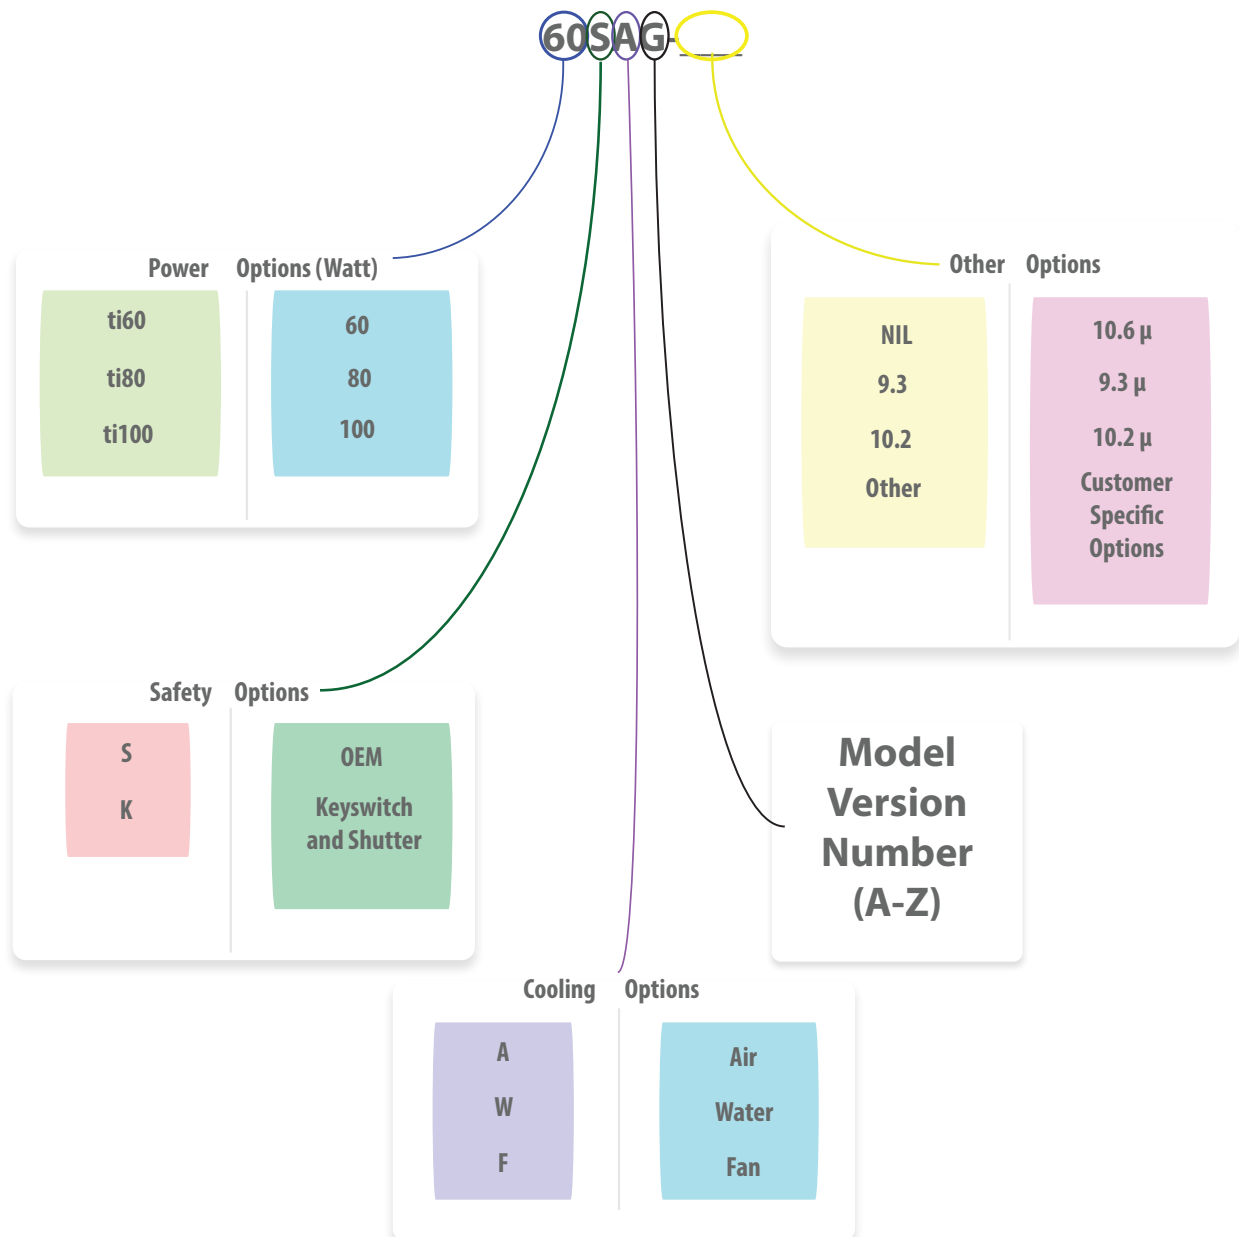 60SAG-
Power Options (Watt)
ti60 60
ti80 80
ti100 100
Other Options
NIL 10.6 µ
9.3 9.3 µ
10.2 10.2 µ
Other Customer
Specific
Options
Safety Options
S OEM
K Keyswitch
and Shutter
Model
Version
Number
(A-Z)
Cooling Options
A Air
W Water
F Fan